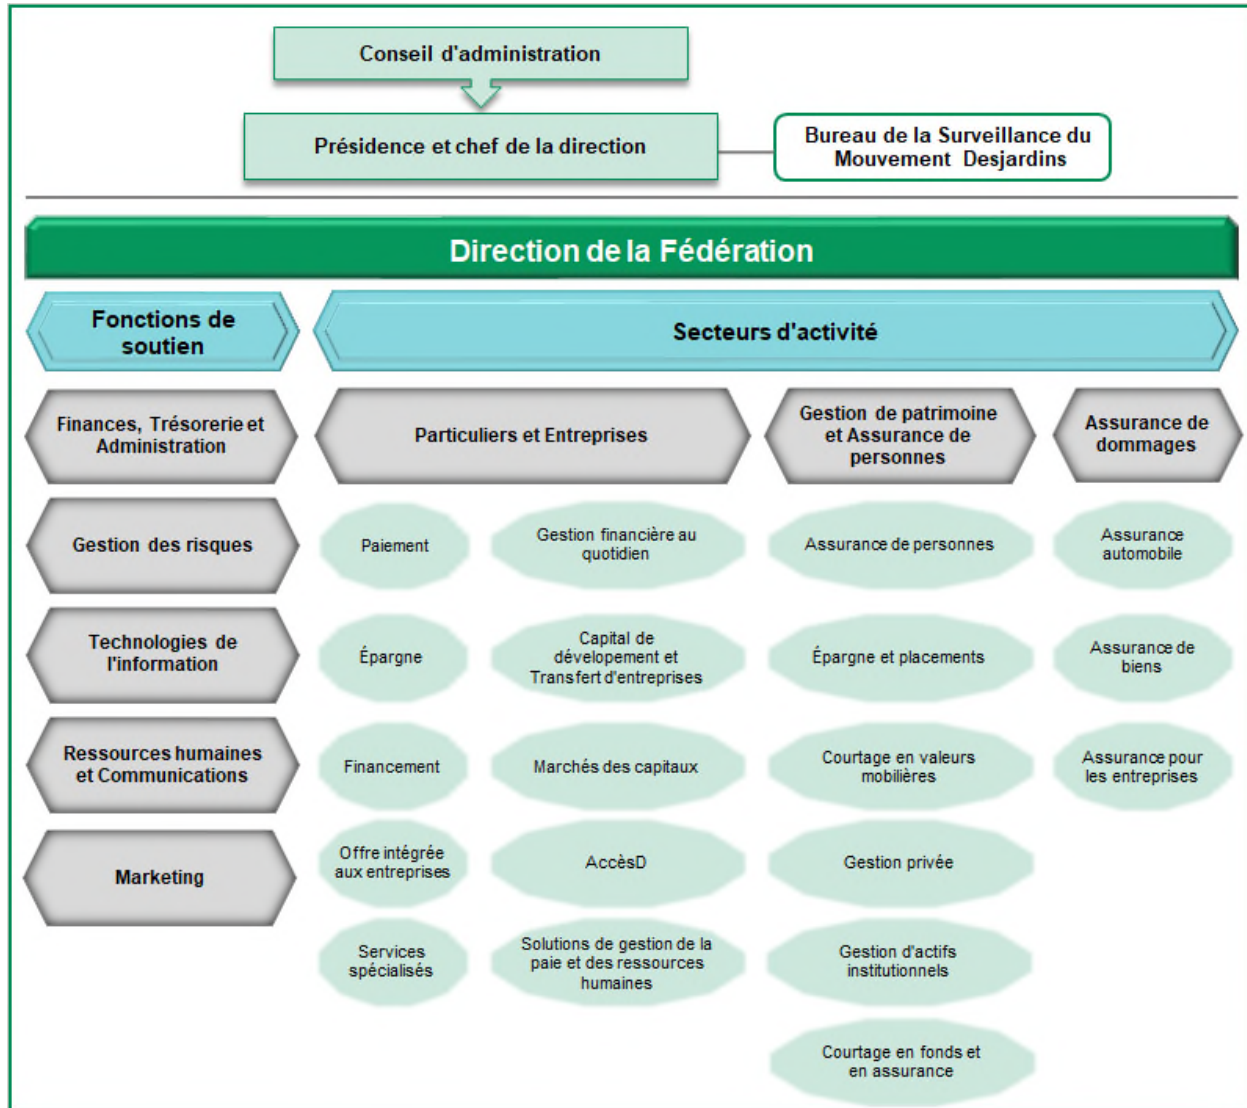 Conseil d'administration
Présidence et chef de la direction
Bureau de la Surveillance du
Mouvement Desjardins
Direction de la Fédération
Fonctions de
soutien
Secteurs d'activité
Finances, Trésorerie et
Administration
Particuliers et Entreprises
Gestion de patrimoine
et Assurance de
personnes
Assurance de
dommages
Gestion des risques
Paiement
Gestion financière au
quotidien
Assurance de personnes
Assurance
automobile
Technologies de
l'information
Épargne
Capital de
dévelopement et
Transfert d'entreprises
Épargne et placements
Assurance de
biens
Ressources humaines
et Communications
Financement
Marchés des capitaux
Courtage en valeurs
mobilières
Assurance pour
les entreprises
Marketing
Offre intégrée
aux entreprises
AccèsD
Gestion privée
Services
spécialisés
Solutions de gestion de la
paie et des ressources
humaines
Gestion d'actifs
institutionnels
Courtage en fonds et
en assurance